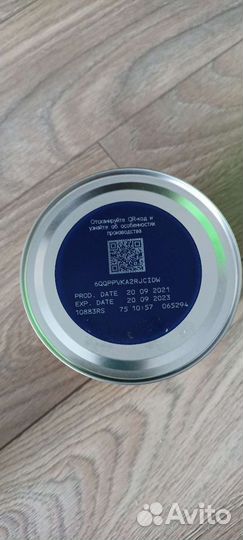 Отсканируйте QR-код и
узнайте об особенностях
производства
6QQPPVKA2RJCIDW
PROD. DATE 20 09 2021
EXP. DATE 20 09 2023
10883RS 75 10:57 065294
Avito